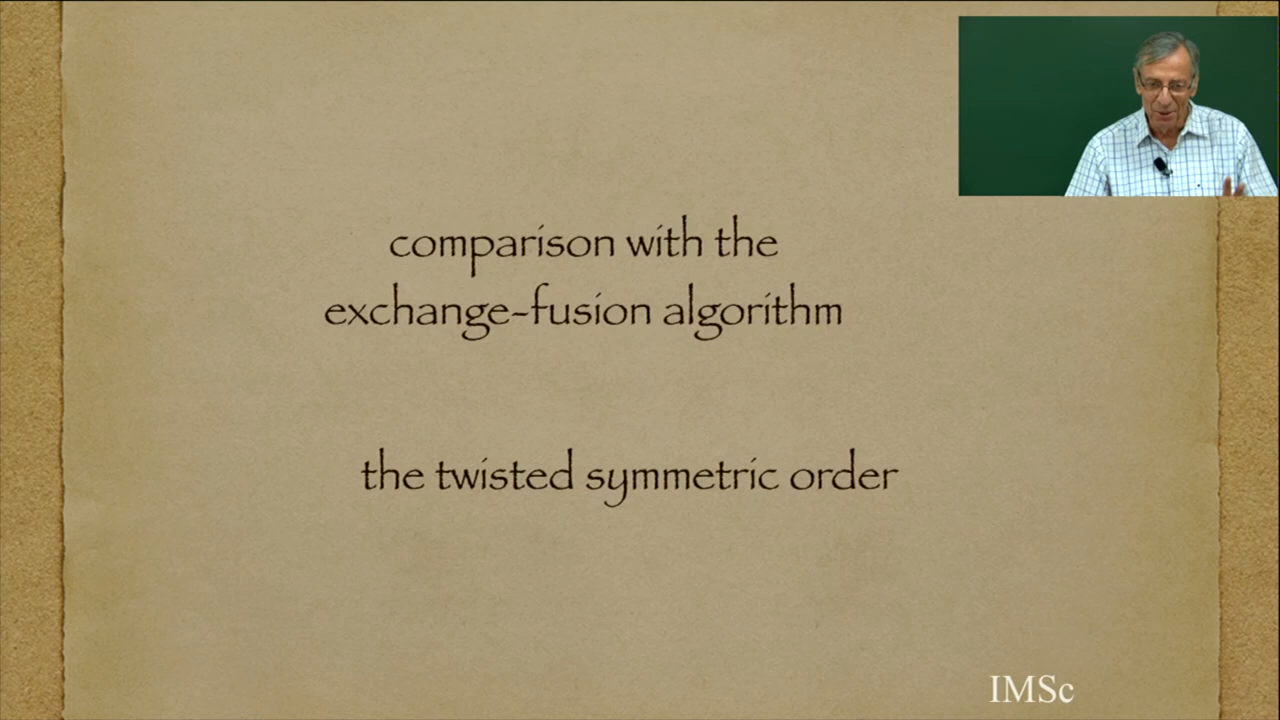 comparison with the
exchange-fusion algorithm
the twisted symmetric order
IMSc